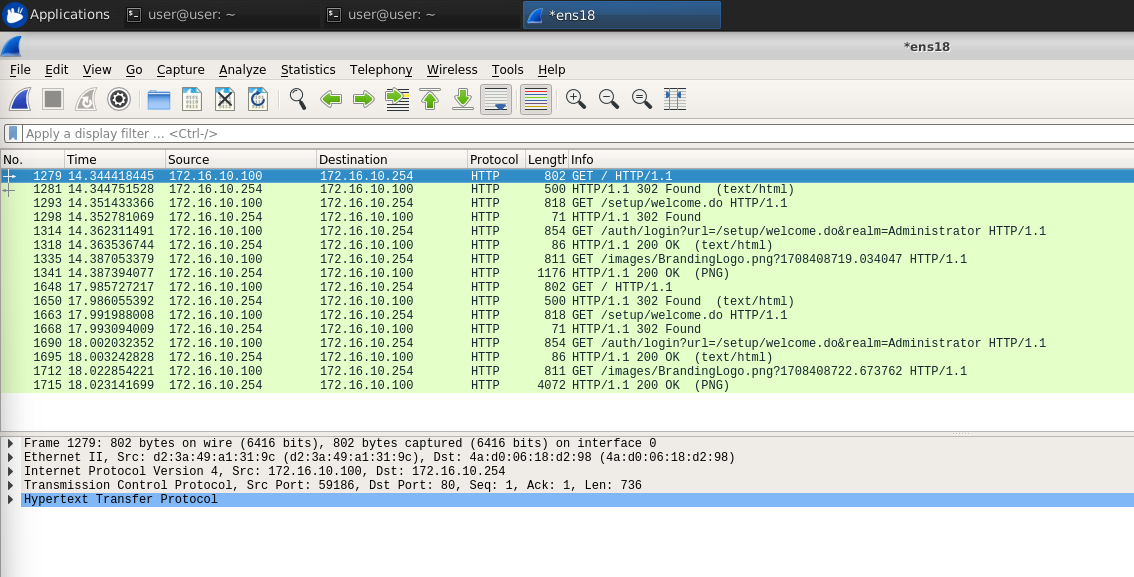 Applications user@user: ~ user@user: ~ *ens18
*ens18
File Edit View Go Capture Analyze Statistics Telephony Wireless Tools Help
Apply a display filter ... <Ctrl-/>
No. Time Source Destination Protocol Length Info
1279 14.344418445 172.16.10.100 172.16.10.254 HTTP 802 GET / HTTP/1.1
1281 14.344751528 172.16.10.254 172.16.10.100 HTTP 500 HTTP/1.1 302 Found (text/html)
1293 14.351433366 172.16.10.100 172.16.10.254 HTTP 818 GET /setup/welcome.do HTTP/1.1
1298 14.352781069 172.16.10.254 172.16.10.100 HTTP 71 HTTP/1.1 302 Found
1314 14.362311491 172.16.10.100 172.16.10.254 HTTP 854 GET /auth/login?url=/setup/welcome.do&realm=Administrator HTTP/1.1
1318 14.363536744 172.16.10.254 172.16.10.100 HTTP 86 HTTP/1.1 200 OK (text/html)
1335 14.387053379 172.16.10.100 172.16.10.254 HTTP 811 GET /images/BrandingLogo.png?1708408719.034047 HTTP/1.1
1341 14.387394077 172.16.10.254 172.16.10.100 HTTP 1176 HTTP/1.1 200 OK (PNG)
1648 17.985727217 172.16.10.100 172.16.10.254 HTTP 802 GET / HTTP/1.1
1650 17.986055392 172.16.10.254 172.16.10.100 HTTP 500 HTTP/1.1 302 Found (text/html)
1663 17.991988008 172.16.10.100 172.16.10.254 HTTP 818 GET /setup/welcome.do HTTP/1.1
1668 17.993094009 172.16.10.254 172.16.10.100 HTTP 71 HTTP/1.1 302 Found
1690 18.002032352 172.16.10.100 172.16.10.254 HTTP 854 GET /auth/login?url=/setup/welcome.do&realm=Administrator HTTP/1.1
1695 18.003242828 172.16.10.254 172.16.10.100 HTTP 86 HTTP/1.1 200 OK (text/html)
1712 18.022854221 172.16.10.100 172.16.10.254 HTTP 811 GET /images/BrandingLogo.png?1708408722.673762 HTTP/1.1
1715 18.023141699 172.16.10.254 172.16.10.100 HTTP 4072 HTTP/1.1 200 OK (PNG)
Frame 1279: 802 bytes on wire (6416 bits), 802 bytes captured (6416 bits) on interface 0
Ethernet II, Src: d2:3a:49:a1:31:9c (d2:3a:49:a1:31:9c), Dst: 4a:d0:06:18:d2:98 (4a:d0:06:18:d2:98)
Internet Protocol Version 4, Src: 172.16.10.100, Dst: 172.16.10.254
Transmission Control Protocol, Src Port: 59186, Dst Port: 80, Seq: 1, Ack: 1, Len: 736
Hypertext Transfer Protocol